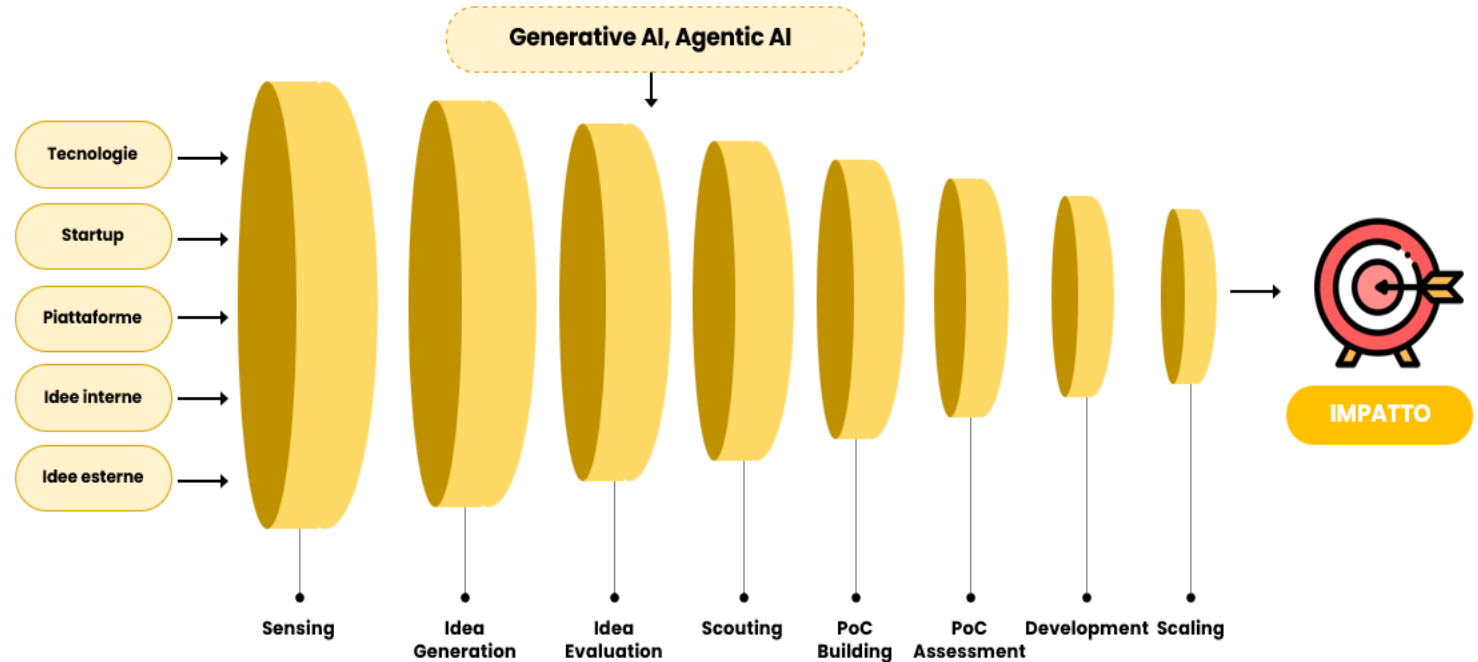 Generative AI, Agentic AI
Tecnologie
Startup
Piattaforme
Idee interne
Idee esterne
IMPATTO
Sensing
Idea
Generation
Idea
Evaluation
Scouting
PoC
Building
PoC
Assessment
Development
Scaling